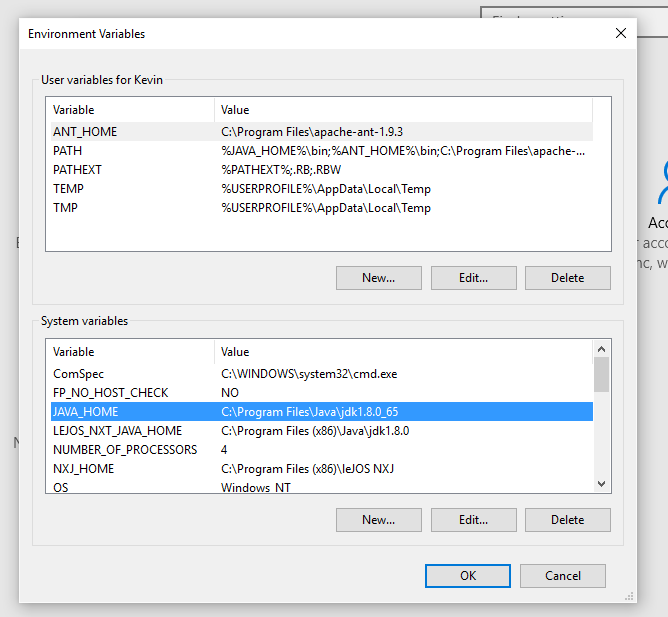 Environment Variables
User variables for Kevin
Variable Value
ANT_HOME C:\Program Files\apache-ant-1.9.3
PATH %JAVA_HOME%\bin;%ANT_HOME%\bin;C:\Program Files\apache-...
PATHEXT %PATHEXT%;.RB;.RBW
TEMP %USERPROFILE%\AppData\Local\Temp
TMP %USERPROFILE%\AppData\Local\Temp
New... Edit... Delete
System variables
Variable Value
ComSpec C:\WINDOWS\system32\cmd.exe
FP_NO_HOST_CHECK NO
JAVA_HOME C:\Program Files\Java\jdk1.8.0_65
LEJOS_NXT_JAVA_HOME C:\Program Files (x86)\Java\jdk1.8.0
NUMBER_OF_PROCESSORS 4
NXJ_HOME C:\Program Files (x86)\leJOS NXJ
OS Windows_NT
New... Edit... Delete
OK Cancel